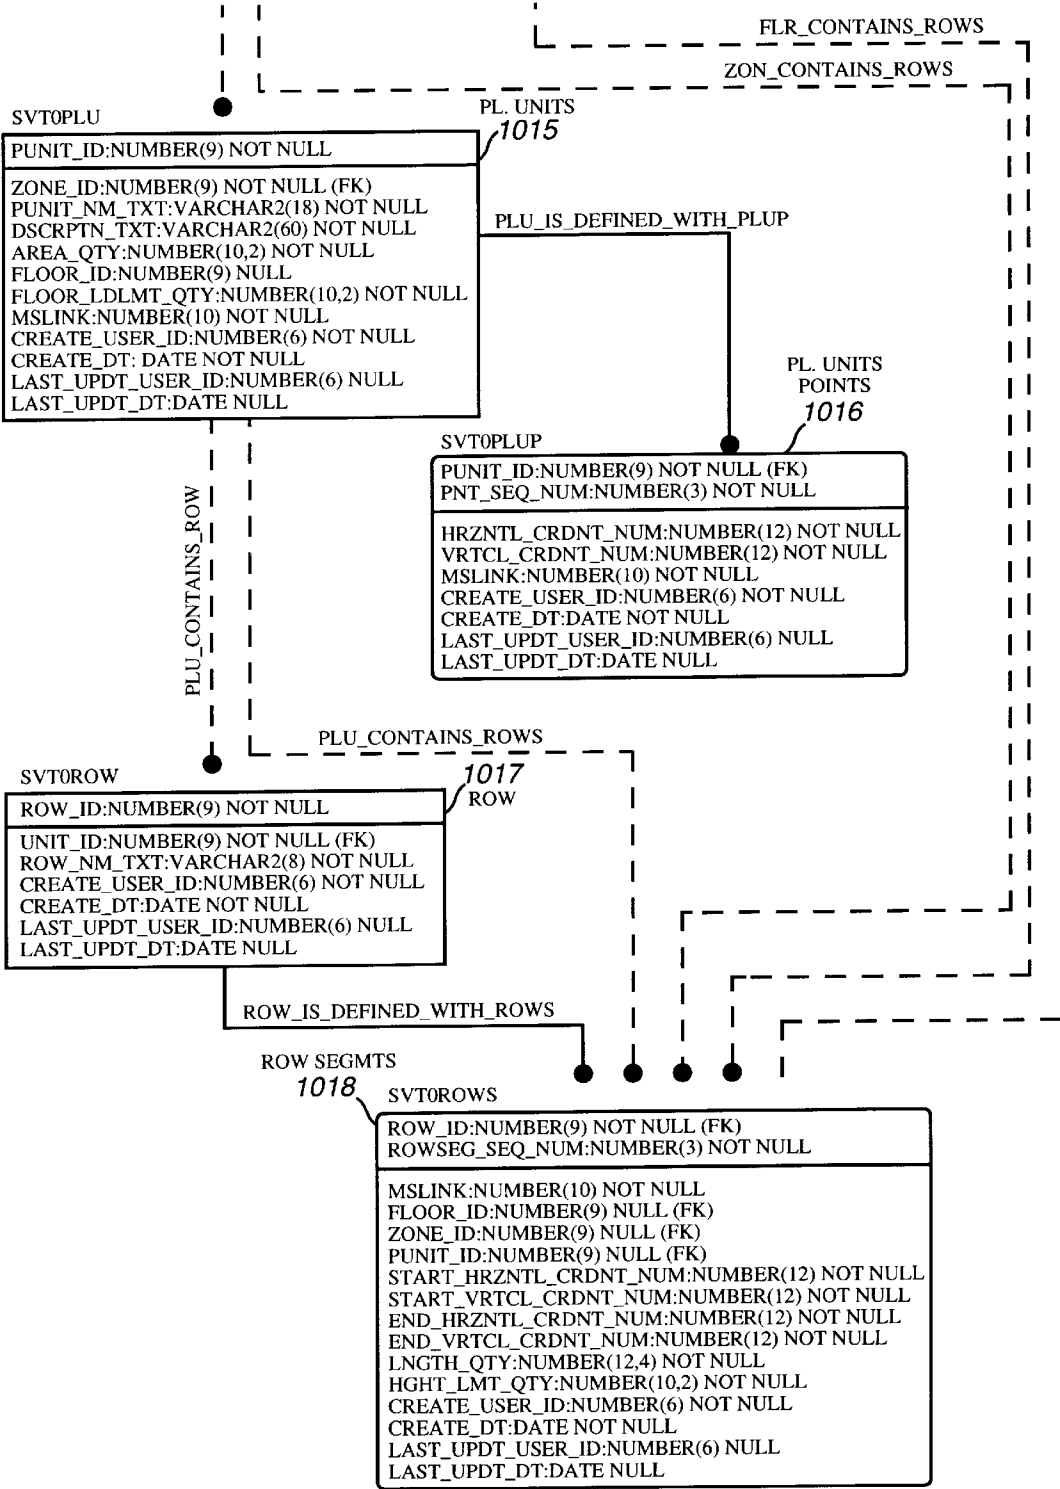 FLR_CONTAINS_ROWS
ZON_CONTAINS_ROWS
SVT0PLU
PL. UNITS
1015
PUNIT_ID:NUMBER(9) NOT NULL
ZONE_ID:NUMBER(9) NOT NULL (FK)
PUNIT_NM_TXT:VARCHAR2(18) NOT NULL
DSCRPTN_TXT:VARCHAR2(60) NOT NULL
AREA_QTY:NUMBER(10,2) NOT NULL
FLOOR_ID:NUMBER(9) NULL
FLOOR_LDLMT_QTY:NUMBER(10,2) NOT NULL
MSLINK:NUMBER(10) NOT NULL
CREATE_USER_ID:NUMBER(6) NOT NULL
CREATE_DT: DATE NOT NULL
LAST_UPDT_USER_ID:NUMBER(6) NULL
LAST_UPDT_DT:DATE NULL
PLU_IS_DEFINED_WITH_PLUP
PL. UNITS
POINTS
1016
SVT0PLUP
PUNIT_ID:NUMBER(9) NOT NULL (FK)
PNT_SEQ_NUM:NUMBER(3) NOT NULL
HRZNTL_CRDNT_NUM:NUMBER(12) NOT NULL
VRTCL_CRDNT_NUM:NUMBER(12) NOT NULL
MSLINK:NUMBER(10) NOT NULL
CREATE_USER_ID:NUMBER(6) NOT NULL
CREATE_DT:DATE NOT NULL
LAST_UPDT_USER_ID:NUMBER(6) NULL
LAST_UPDT_DT:DATE NULL
PLU_CONTAINS_ROW
PLU_CONTAINS_ROWS
SVT0ROW
1017
ROW
ROW_ID:NUMBER(9) NOT NULL
UNIT_ID:NUMBER(9) NOT NULL (FK)
ROW_NM_TXT:VARCHAR2(8) NOT NULL
CREATE_USER_ID:NUMBER(6) NOT NULL
CREATE_DT:DATE NOT NULL
LAST_UPDT_USER_ID:NUMBER(6) NULL
LAST_UPDT_DT:DATE NULL
ROW_IS_DEFINED_WITH_ROWS
ROW SEGMTS
1018
SVT0ROWS
ROW_ID:NUMBER(9) NOT NULL (FK)
ROWSEG_SEQ_NUM:NUMBER(3) NOT NULL
MSLINK:NUMBER(10) NOT NULL
FLOOR_ID:NUMBER(9) NULL (FK)
ZONE_ID:NUMBER(9) NULL (FK)
PUNIT_ID:NUMBER(9) NULL (FK)
START_HRZNTL_CRDNT_NUM:NUMBER(12) NOT NULL
START_VRTCL_CRDNT_NUM:NUMBER(12) NOT NULL
END_HRZNTL_CRDNT_NUM:NUMBER(12) NOT NULL
END_VRTCL_CRDNT_NUM:NUMBER(12) NOT NULL
LNGTH_QTY:NUMBER(12,4) NOT NULL
HGHT_LMT_QTY:NUMBER(10,2) NOT NULL
CREATE_USER_ID:NUMBER(6) NOT NULL
CREATE_DT:DATE NOT NULL
LAST_UPDT_USER_ID:NUMBER(6) NULL
LAST_UPDT_DT:DATE NULL